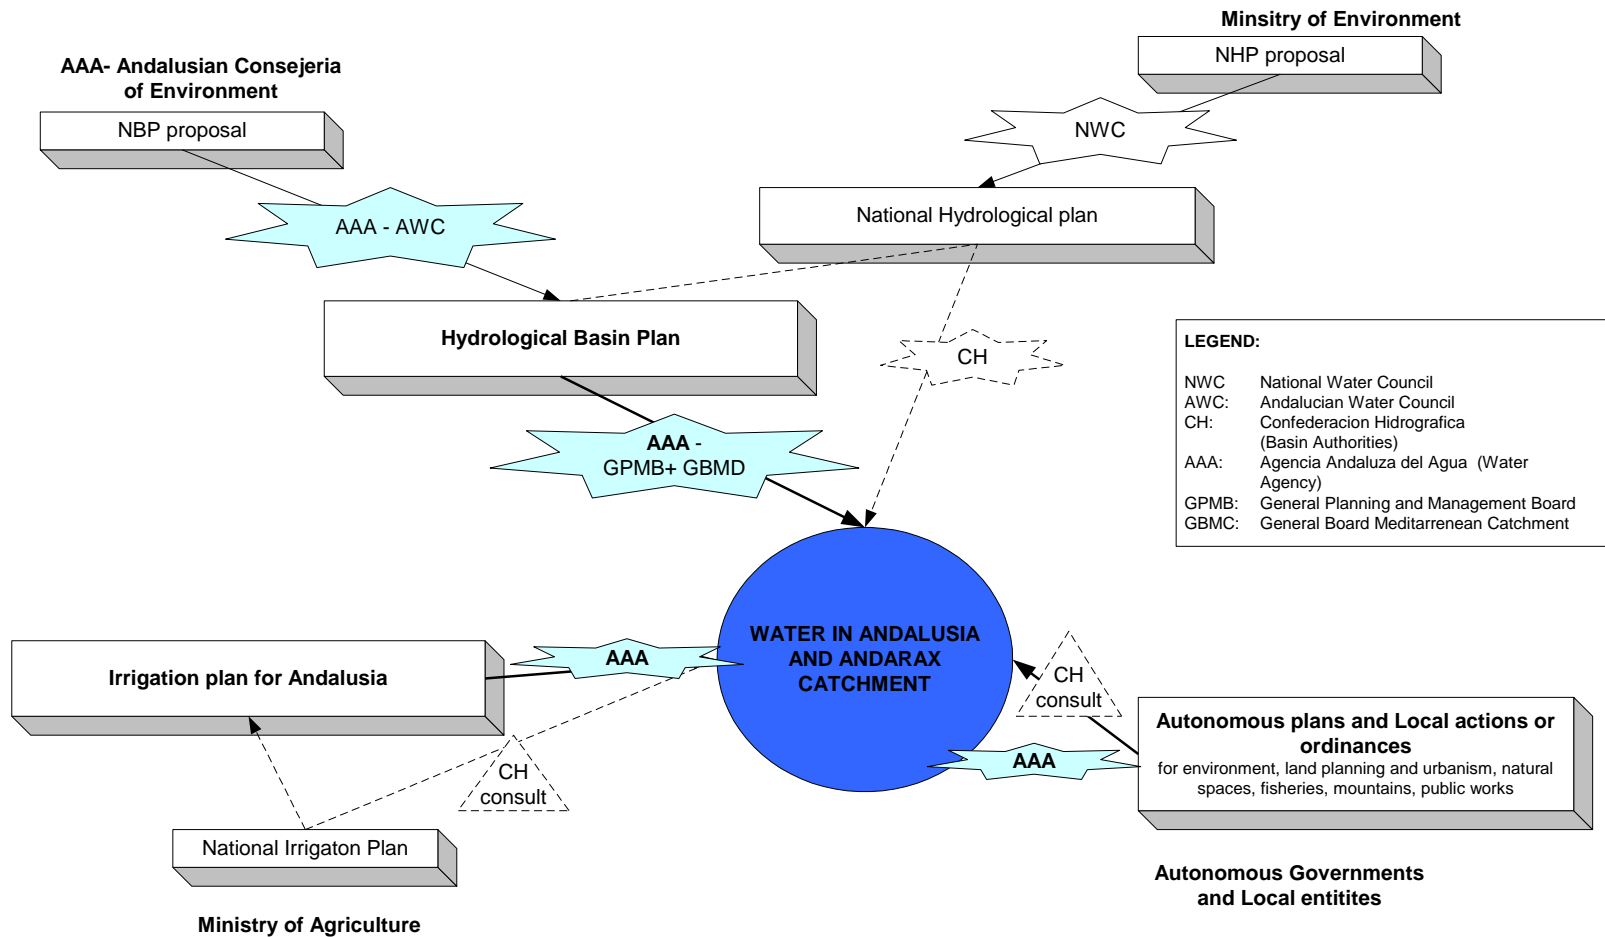 Minsitry of Environment
NHP proposal
AAA- Andalusian Consejeria
of Environment
NBP proposal
NWC
AAA - AWC
National Hydrological plan
Hydrological Basin Plan
CH
LEGEND:
NWC National Water Council
AWC: Andalucian Water Council
CH: Confederacion Hidrografica
(Basin Authorities)
AAA: Agencia Andaluza del Agua (Water
Agency)
GPMB: General Planning and Management Board
GBMC: General Board Meditarrenean Catchment
AAA -
GPMB+ GBMD
WATER IN ANDALUSIA
AND ANDARAX
CATCHMENT
AAA
Irrigation plan for Andalusia
CH
consult
CH
consult
AAA
Autonomous plans and Local actions or
ordinances
for environment, land planning and urbanism, natural
spaces, fisheries, mountains, public works
National Irrigaton Plan
Ministry of Agriculture
Autonomous Governments
and Local entitites